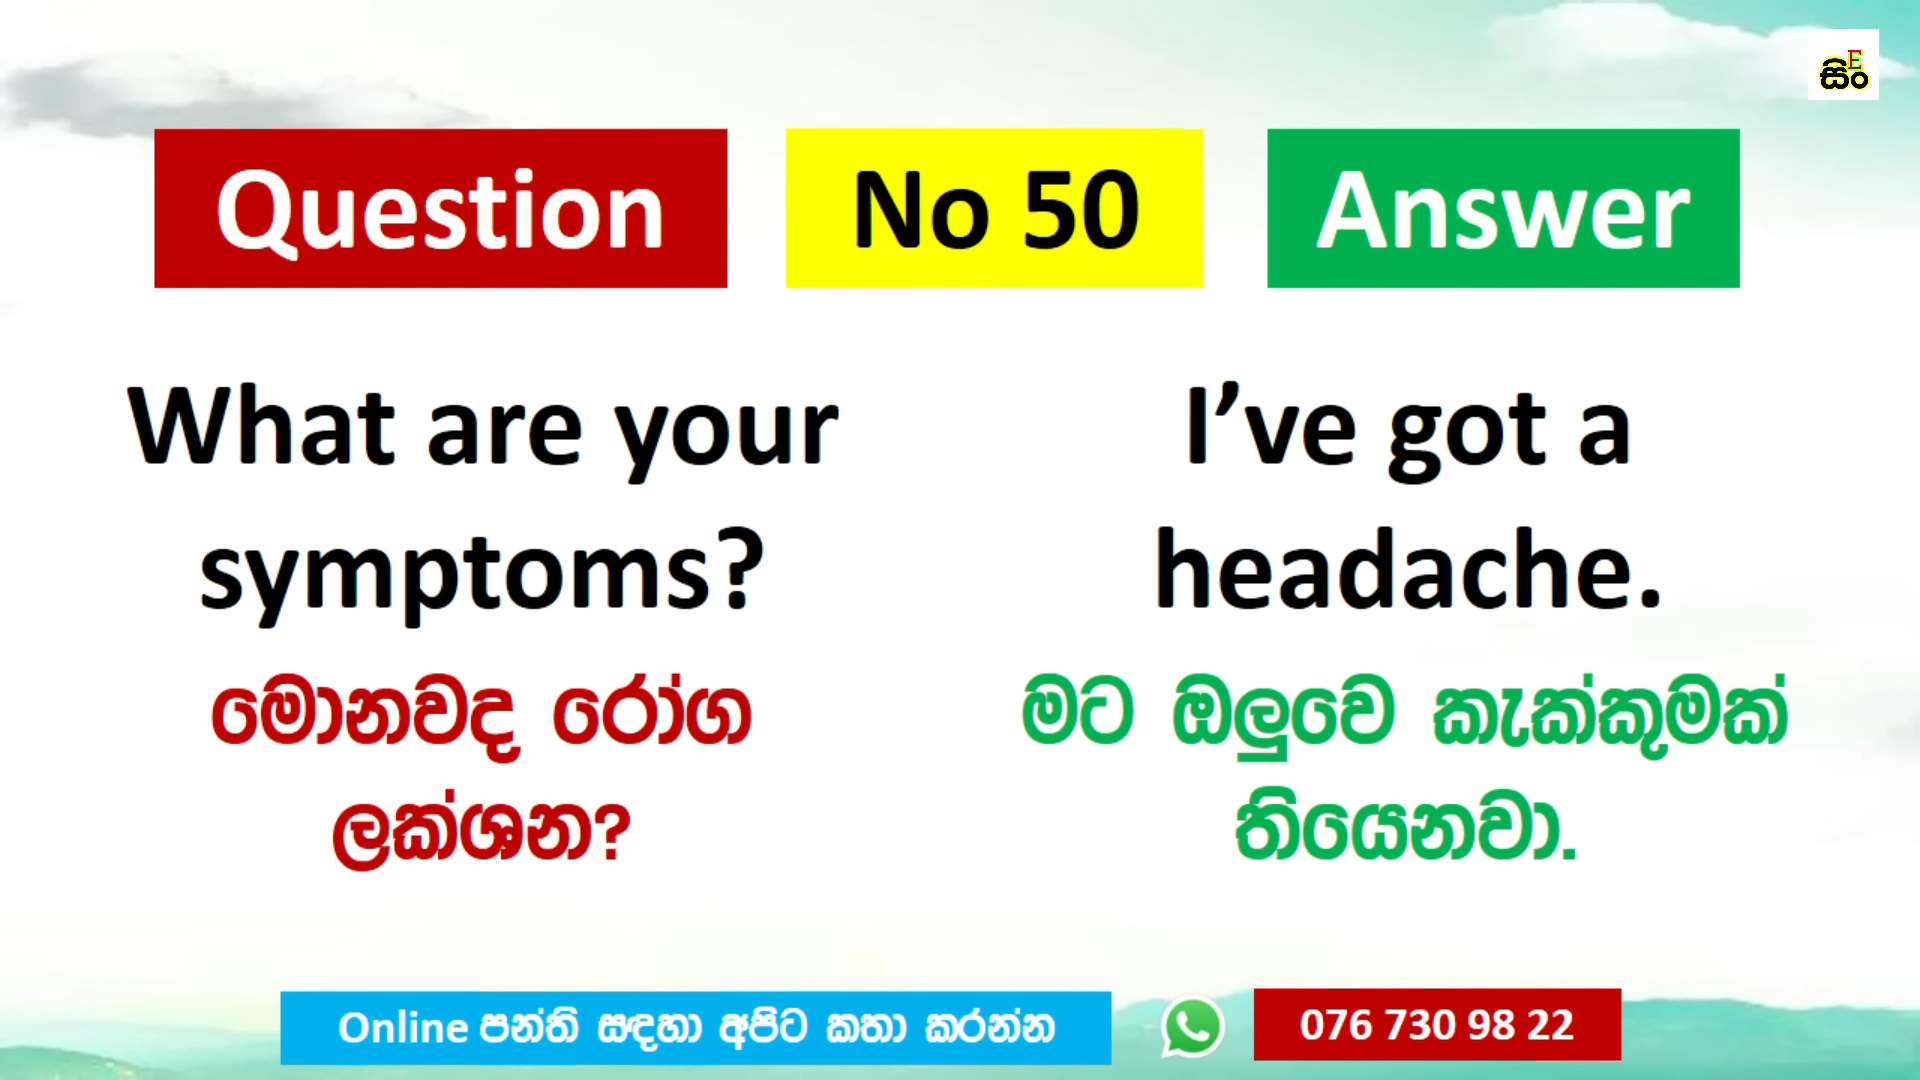 සිං E
Question No 50 Answer
What are your
symptoms?
මොනවද රෝග
ලක්ශන?
I’ve got a
headache.
මට ඔලුවෙ කැක්කුමක්
තියෙනවා.
Online පන්ති සඳහා අපිට කතා කරන්න
076 730 98 22